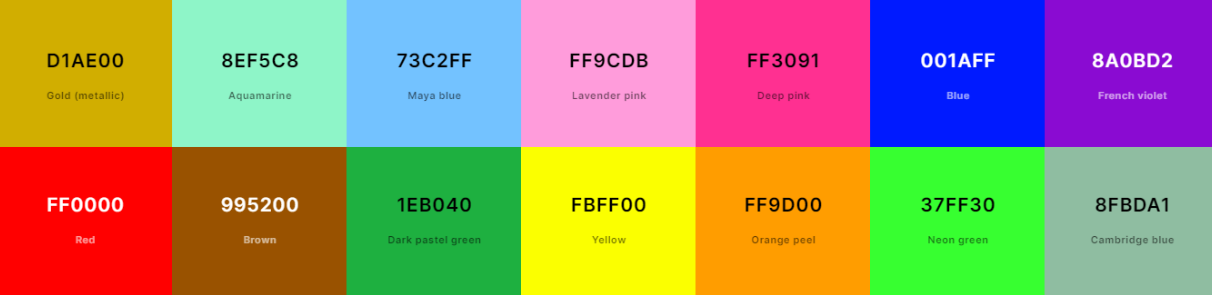 D1AE00
Gold (metallic)
8EF5C8
Aquamarine
73C2FF
Maya blue
FF9CDB
Lavender pink
FF3091
Deep pink
001AFF
Blue
8A0BD2
French violet
FF0000
Red
995200
Brown
1EB040
Dark pastel green
FBFF00
Yellow
FF9D00
Orange peel
37FF30
Neon green
8FBDA1
Cambridge blue